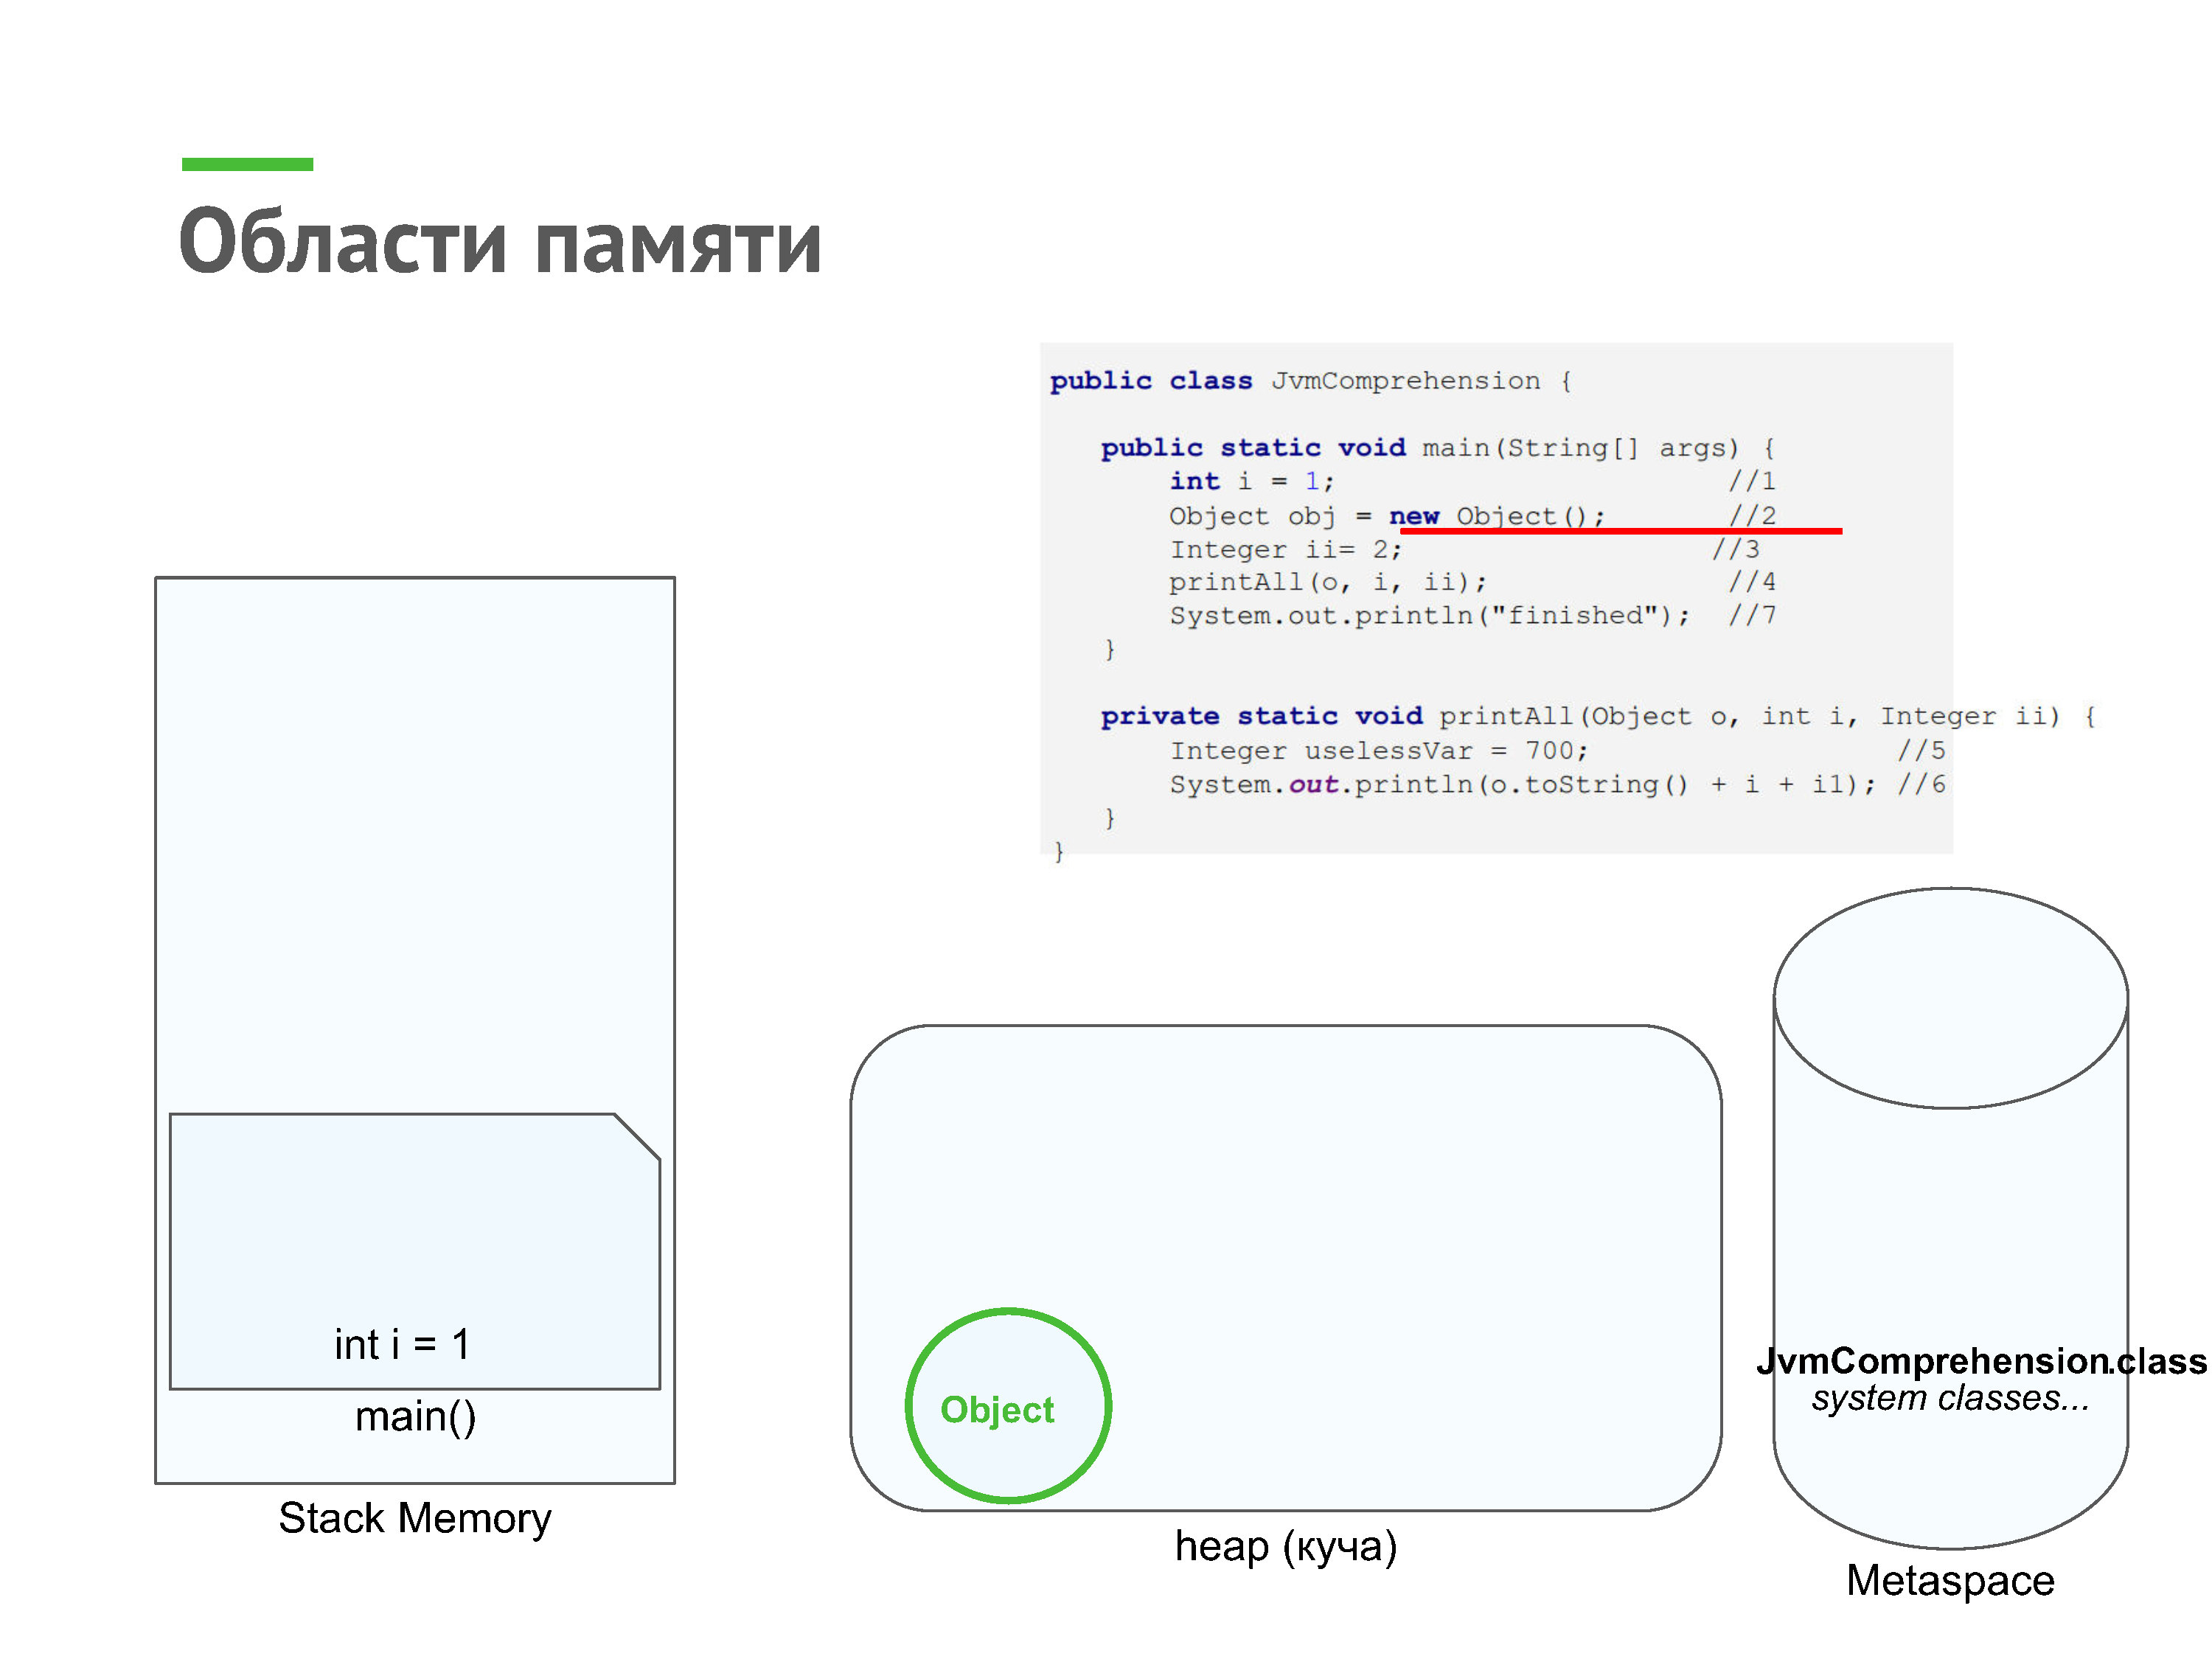 Области памяти
public class JvmComprehension {
public static void main(String[] args) {
int i = 1; //1
Object obj = new Object(); //2
Integer ii= 2; //3
printAll(o, i, ii); //4
System.out.println("finished"); //7
}
private static void printAll(Object o, int i, Integer ii) {
Integer uselessVar = 700; //5
System.out.println(o.toString() + i + i1); //6
}
}
int i = 1
main()
Stack Memory
Object
heap (куча)
JvmComprehension.class
system classes...
Metaspace